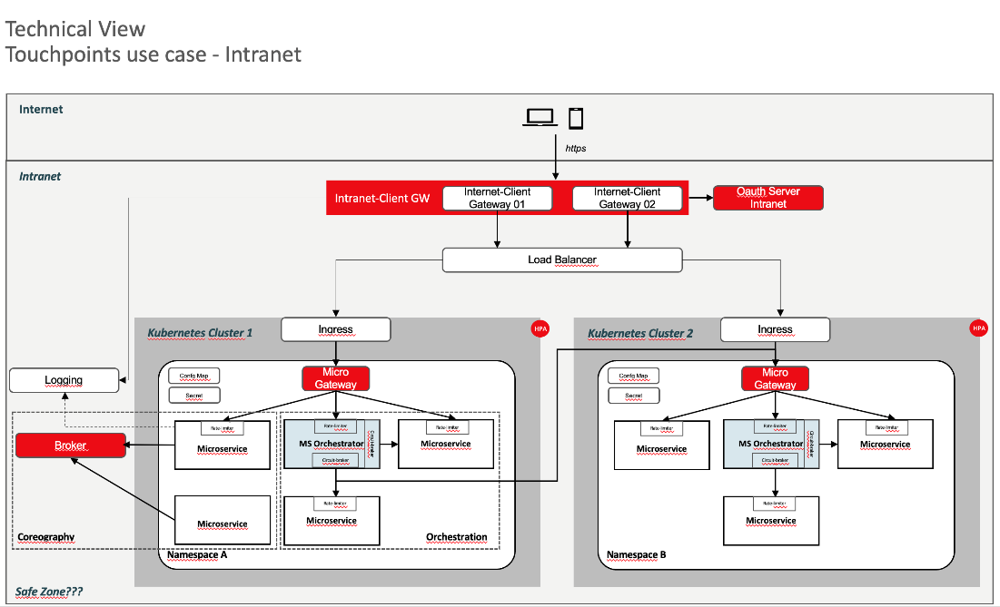 Technical View
Touchpoints use case - Intranet
Internet
https
Intranet
Intranet-Client GW
Internet-Client
Gateway 01
Internet-Client
Gateway 02
Oauth Server
Intranet
Load Balancer
Kubernetes Cluster 1
Ingress
HPA
Kubernetes Cluster 2
Ingress
HPA
Logging
Config Map
Secret
Micro
Gateway
Config Map
Secret
Micro
Gateway
Broker
Rate-limiter
Microservice
Rate-limiter
MS Orchestrator
Circuit-broker
Circuit-broker
Rate-limiter
Microservice
Rate-limiter
Microservice
Rate-limiter
MS Orchestrator
Circuit-broker
Circuit-broker
Rate-limiter
Microservice
Microservice
Rate-limiter
Microservice
Rate-limiter
Microservice
Coreography
Orchestration
Namespace A
Namespace B
Safe Zone???